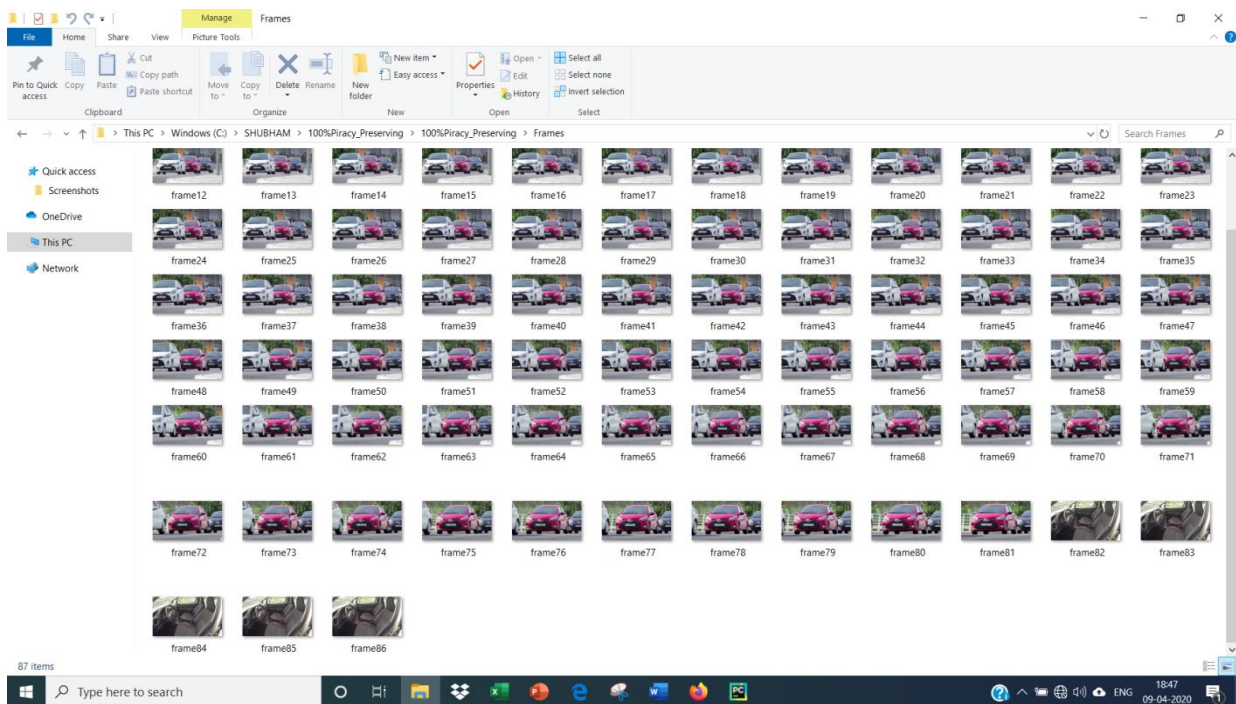 Manage Frames
File Home Share View Picture Tools
Pin to Quick access
Copy
Paste
Cut
Copy path
Paste shortcut
Clipboard
Move to
Copy to
Delete
Rename
Organize
New folder
New item
Easy access
New
Properties
Open
Edit
History
Open
Select all
Select none
Invert selection
Select
This PC > Windows (C:) > SHUBHAM > 100%Piracy_Preserving > 100%Piracy_Preserving > Frames
Search Frames
Quick access
Screenshots
OneDrive
This PC
Network
frame12 frame13 frame14 frame15 frame16 frame17 frame18 frame19 frame20 frame21 frame22 frame23
frame24 frame25 frame26 frame27 frame28 frame29 frame30 frame31 frame32 frame33 frame34 frame35
frame36 frame37 frame38 frame39 frame40 frame41 frame42 frame43 frame44 frame45 frame46 frame47
frame48 frame49 frame50 frame51 frame52 frame53 frame54 frame55 frame56 frame57 frame58 frame59
frame60 frame61 frame62 frame63 frame64 frame65 frame66 frame67 frame68 frame69 frame70 frame71
frame72 frame73 frame74 frame75 frame76 frame77 frame78 frame79 frame80 frame81 frame82 frame83
frame84 frame85 frame86
87 items
Type here to search
ENG
18:47
09-04-2020